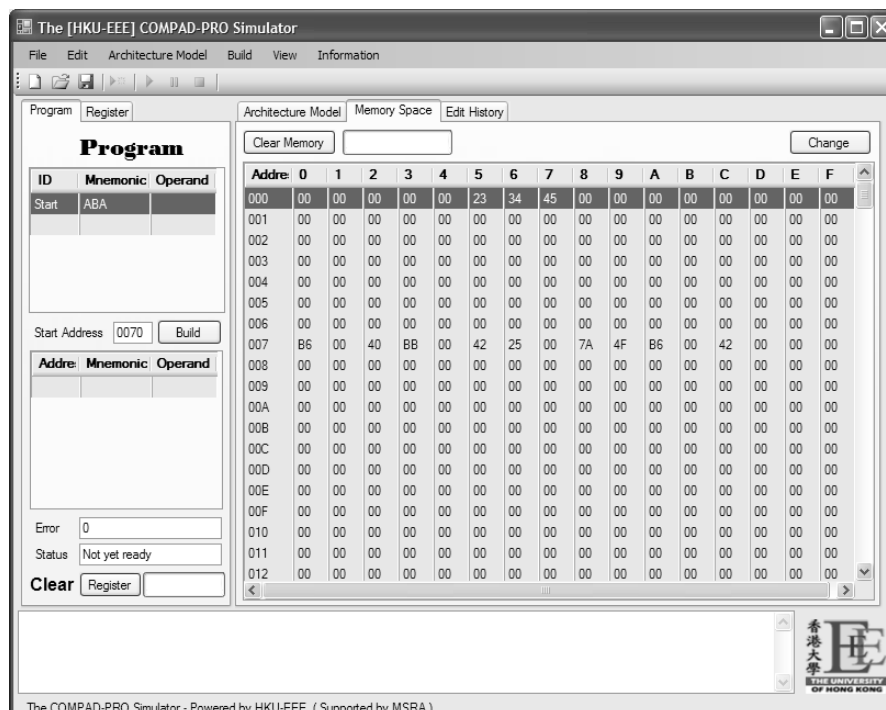 The [HKU-EEE] COMPAD-PRO Simulator
File Edit Architecture Model Build View Information
Program Register
Architecture Model Memory Space Edit History
Program
Clear Memory Change
ID Mnemonic Operand
Start ABA
Start Address 0070 Build
Addre Mnemonic Operand
Error 0
Status Not yet ready
Clear Register
Addre 0 1 2 3 4 5 6 7 8 9 A B C D E F
000 00 00 00 00 00 23 34 45 00 00 00 00 00 00 00 00
001 00 00 00 00 00 00 00 00 00 00 00 00 00 00 00 00
002 00 00 00 00 00 00 00 00 00 00 00 00 00 00 00 00
003 00 00 00 00 00 00 00 00 00 00 00 00 00 00 00 00
004 00 00 00 00 00 00 00 00 00 00 00 00 00 00 00 00
005 00 00 00 00 00 00 00 00 00 00 00 00 00 00 00 00
006 00 00 00 00 00 00 00 00 00 00 00 00 00 00 00 00
007 B6 00 40 BB 00 42 25 00 7A 4F B6 00 42 00 00 00
008 00 00 00 00 00 00 00 00 00 00 00 00 00 00 00 00
009 00 00 00 00 00 00 00 00 00 00 00 00 00 00 00 00
00A 00 00 00 00 00 00 00 00 00 00 00 00 00 00 00 00
00B 00 00 00 00 00 00 00 00 00 00 00 00 00 00 00 00
00C 00 00 00 00 00 00 00 00 00 00 00 00 00 00 00 00
00D 00 00 00 00 00 00 00 00 00 00 00 00 00 00 00 00
00E 00 00 00 00 00 00 00 00 00 00 00 00 00 00 00 00
00F 00 00 00 00 00 00 00 00 00 00 00 00 00 00 00 00
010 00 00 00 00 00 00 00 00 00 00 00 00 00 00 00 00
011 00 00 00 00 00 00 00 00 00 00 00 00 00 00 00 00
012 00 00 00 00 00 00 00 00 00 00 00 00 00 00 00 00
香港大學
EEE
THE UNIVERSITY
OF HONG KONG
The COMPAD-PRO Simulator - Powered by HKU-EEE ( Supported by MSRA )